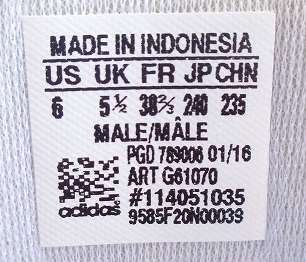 MADE IN INDONESIA
US UK FR JP CHN
6 5½ 38⅔ 240 235
MALE/MÂLE
PGD 789006 01/16
ART G61070
#114051035
adidas 9585F20N00039